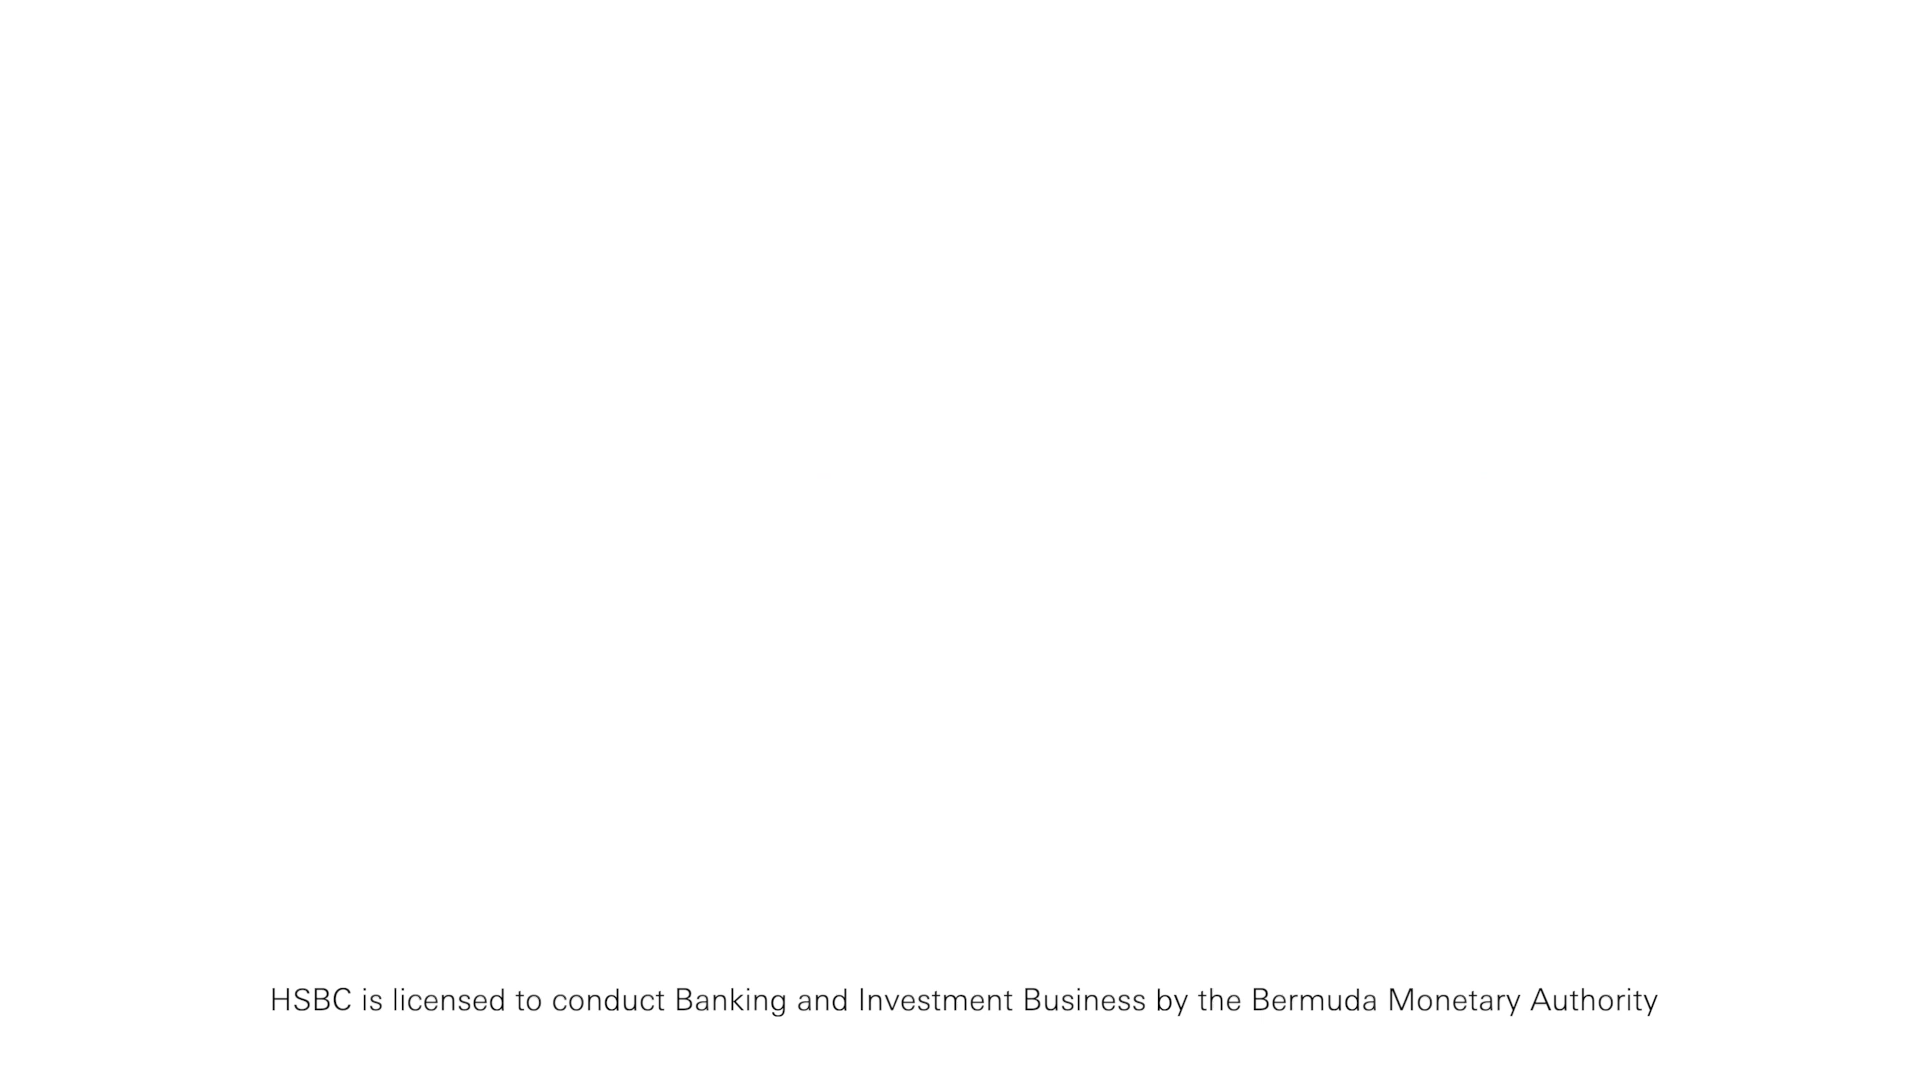 HSBC is licensed to conduct Banking and Investment Business by the Bermuda Monetary Authority